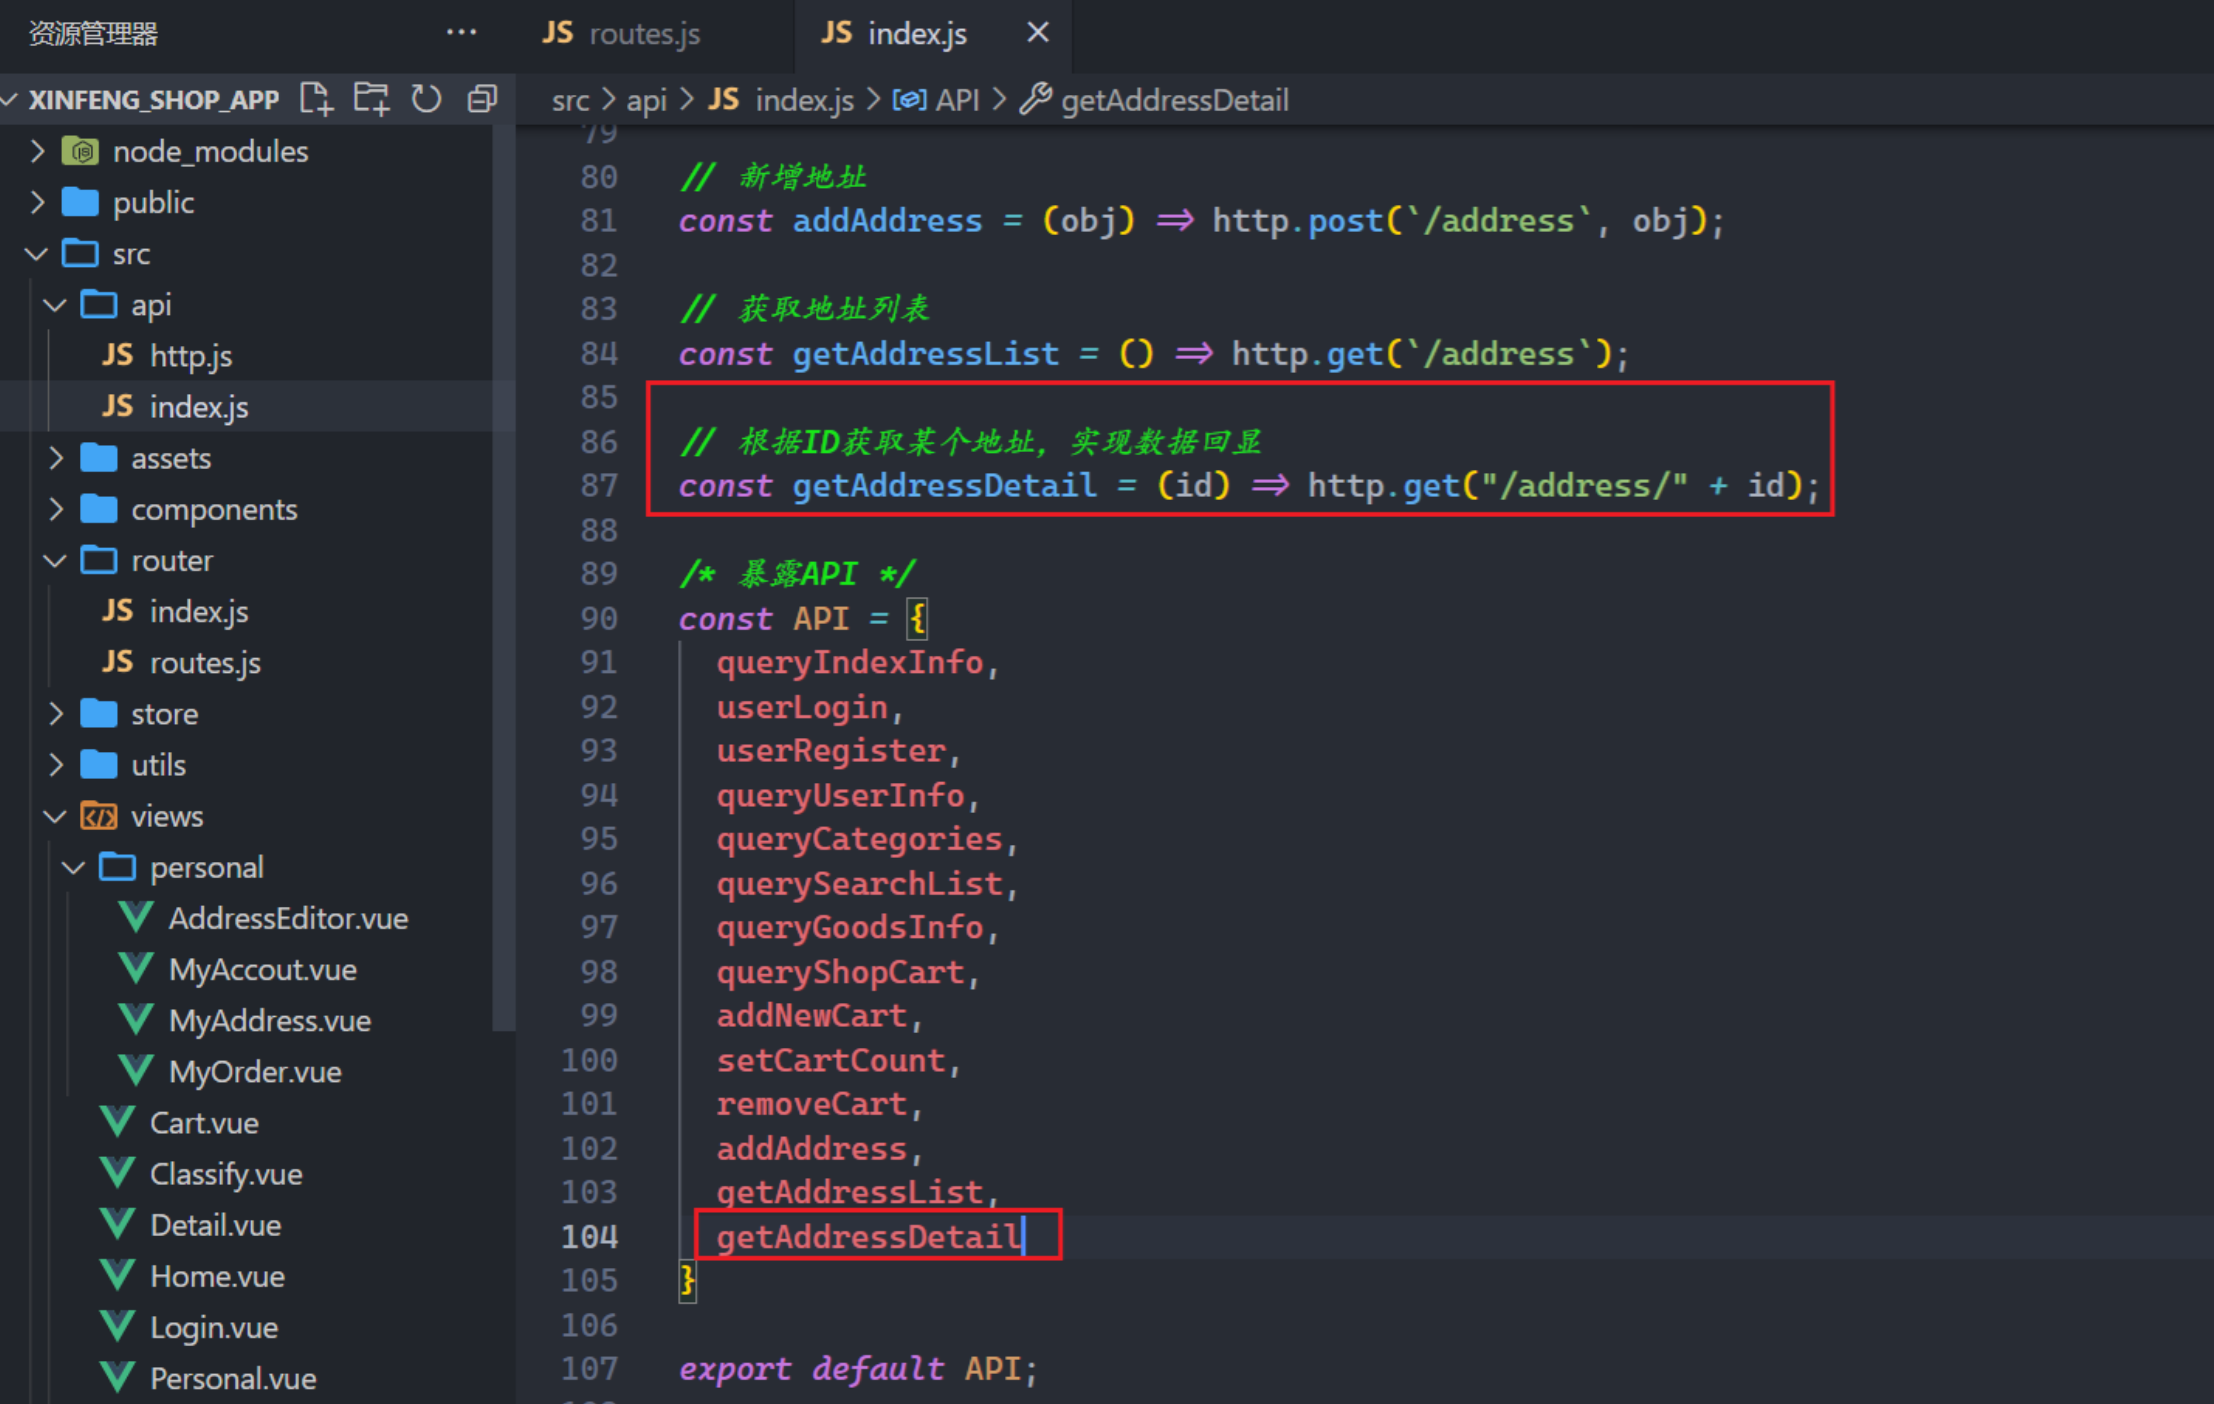 资源管理器 ···
JS routes.js
JS index.js
XINFENG_SHOP_APP
src > api > JS index.js > API > getAddressDetail
node_modules
public
src
api
JS http.js
JS index.js
assets
components
router
JS index.js
JS routes.js
store
utils
views
personal
AddressEditor.vue
MyAccout.vue
MyAddress.vue
MyOrder.vue
Cart.vue
Classify.vue
Detail.vue
Home.vue
Login.vue
Personal.vue
79
80 // 新增地址
81 const addAddress = (obj) => http.post(`/address`, obj);
82
83 // 获取地址列表
84 const getAddressList = () => http.get(`/address`);
85
86 // 根据ID获取某个地址，实现数据回显
87 const getAddressDetail = (id) => http.get("/address/" + id);
88
89 /* 暴露API */
90 const API = {
91 queryIndexInfo,
92 userLogin,
93 userRegister,
94 queryUserInfo,
95 queryCategories,
96 querySearchList,
97 queryGoodsInfo,
98 queryShopCart,
99 addNewCart,
100 setCartCount,
101 removeCart,
102 addAddress,
103 getAddressList,
104 getAddressDetail
105 }
106
107 export default API;